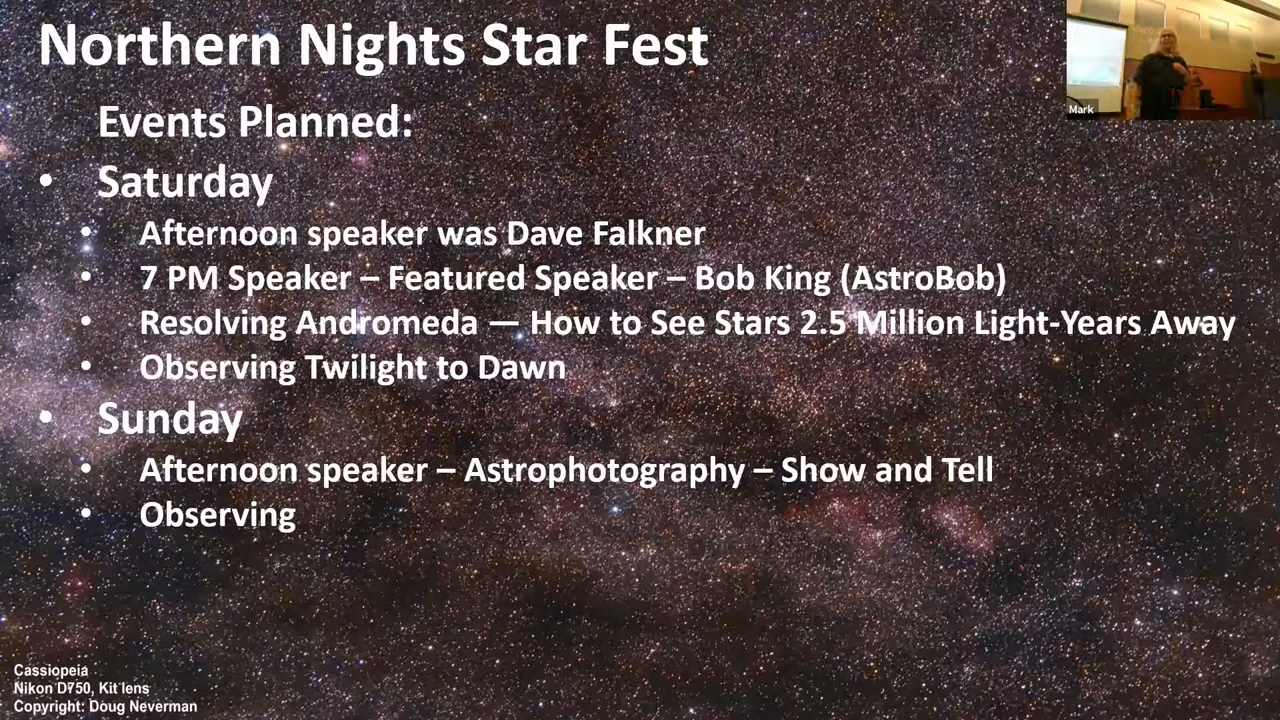 Northern Nights Star Fest
Mark
Events Planned:
• Saturday
• Afternoon speaker was Dave Falkner
• 7 PM Speaker – Featured Speaker – Bob King (AstroBob)
• Resolving Andromeda — How to See Stars 2.5 Million Light-Years Away
• Observing Twilight to Dawn
• Sunday
• Afternoon speaker – Astrophotography – Show and Tell
• Observing
Cassiopeia
Nikon D750, Kit lens
Copyright: Doug Neverman